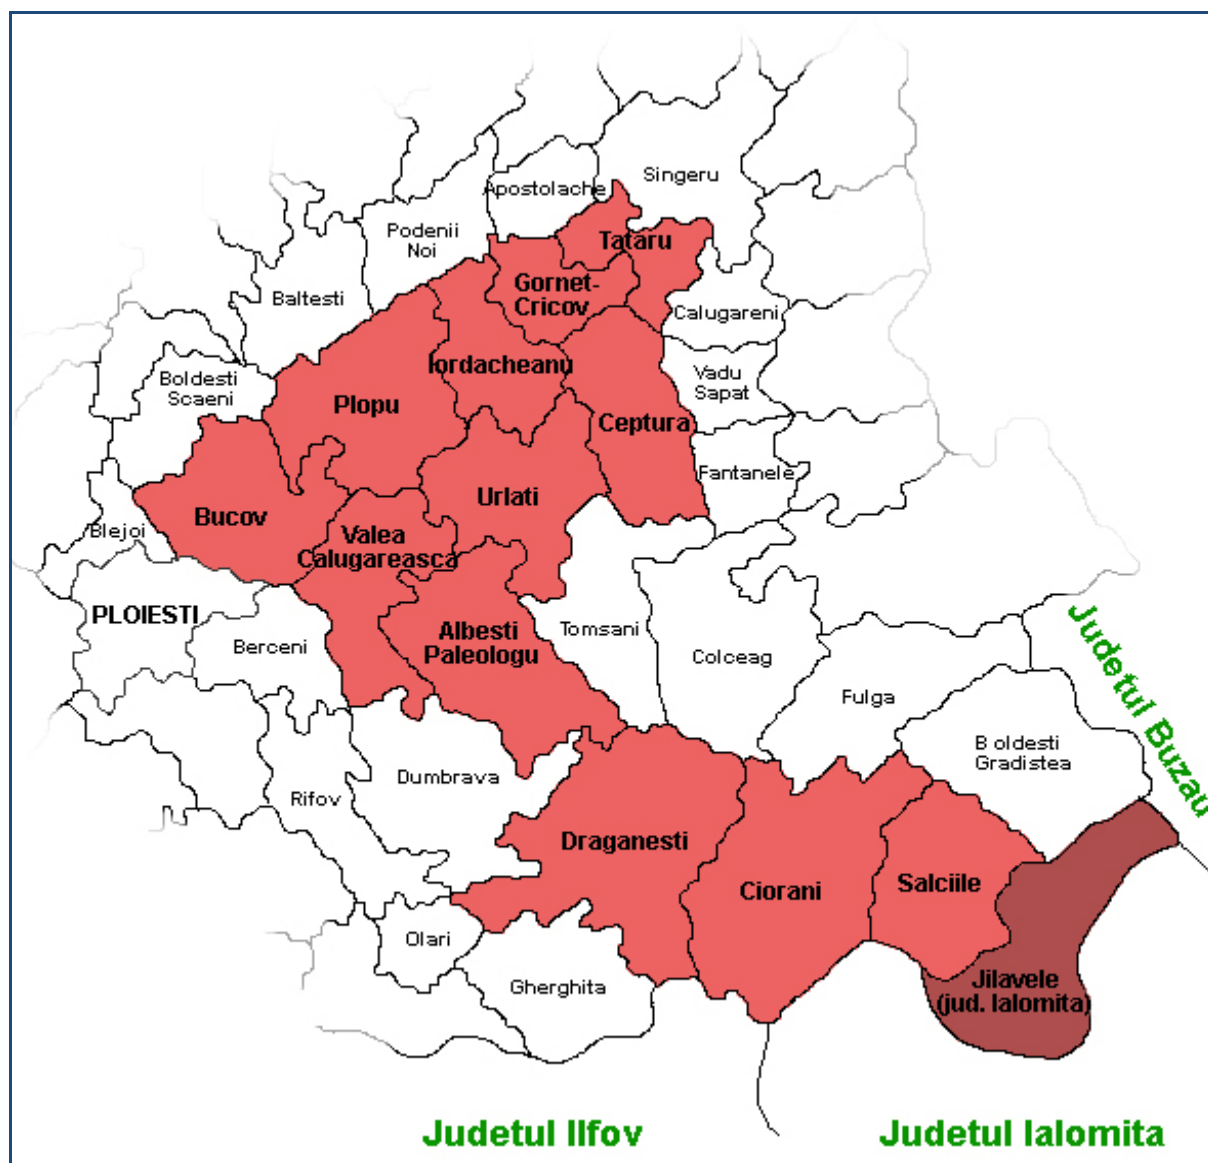 Singeru
Apostolache
Podenii
Noi
Tataru
Gornet-
Cricov
Baltesti
Calugareni
Iordacheanu
Boldesti
Scaeni
Vadu
Sapat
Plopu
Ceptura
Fantanele
Urlati
Bucov
Blejoi
Valea
Calugareasca
PLOIESTI
Berceni
Albesti
Paleologu
Tomsani
Colceag
Judetul Buzau
Fulga
Boldesti
Gradistea
Dumbrava
Rifov
Draganesti
Ciorani
Salciile
Olari
Gherghita
Jilavele
(jud. Ialomita)
Judetul Ilfov
Judetul Ialomita